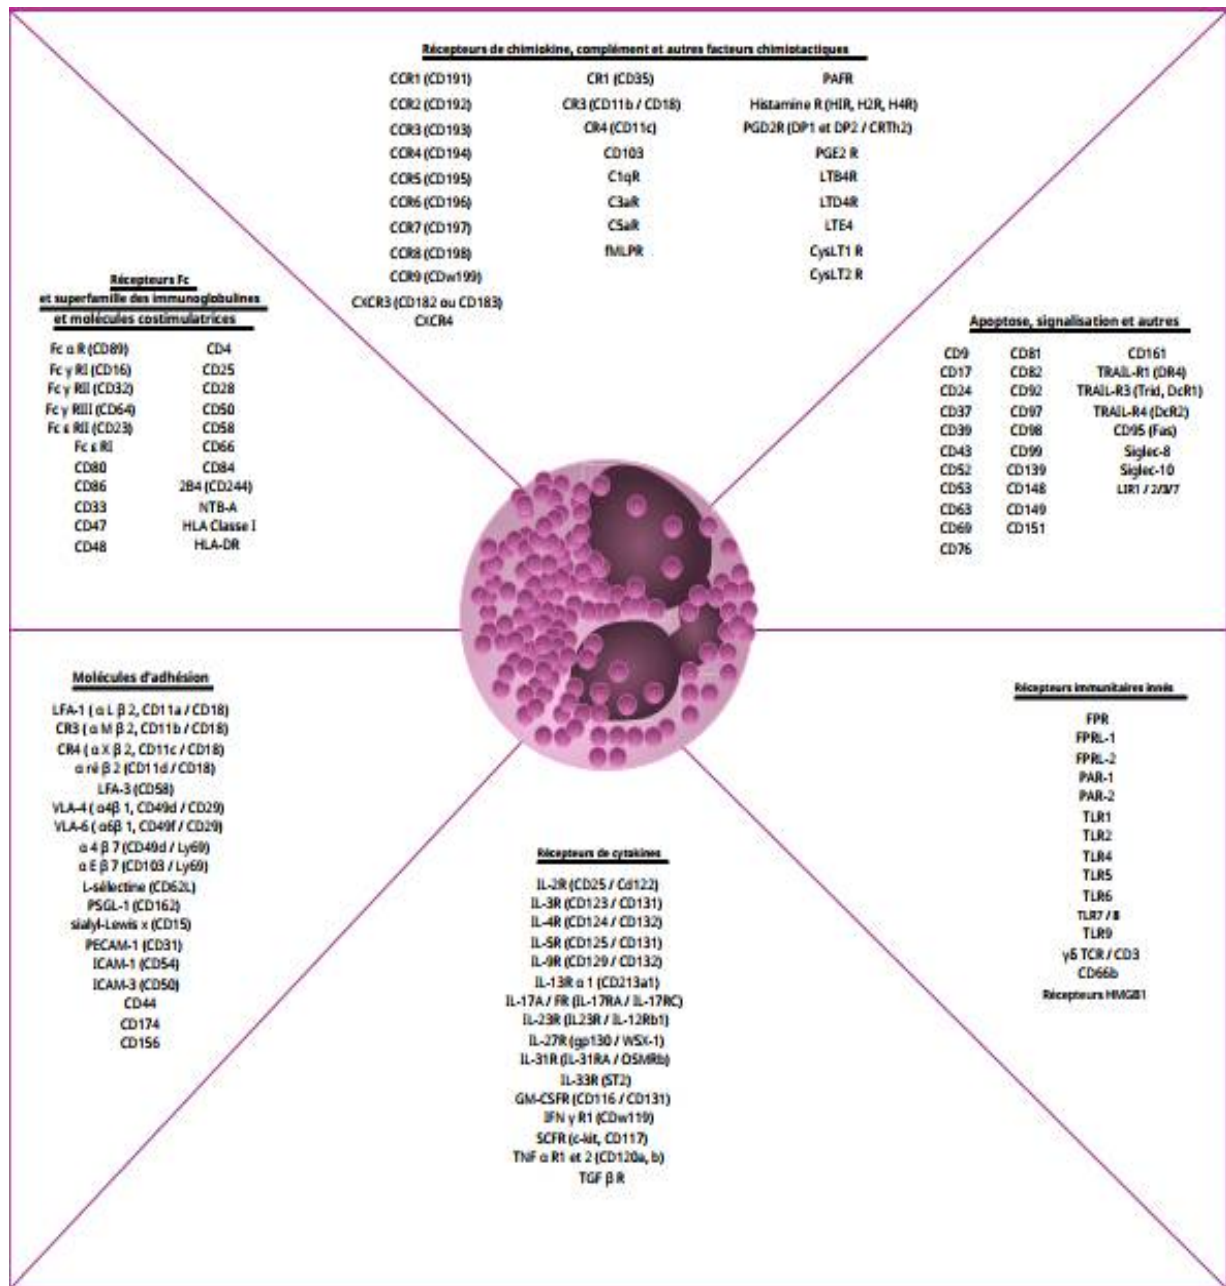 Récepteurs de chimiokine, complément et autres facteurs chimiotactiques
CCR1 (CD191)
CCR2 (CD192)
CCR3 (CD193)
CCR4 (CD194)
CCR5 (CD195)
CCR6 (CD196)
CCR7 (CD197)
CCR8 (CD198)
CCR9 (CDw199)
CXCR3 (CD182 ou CD183)
CXCR4
CR1 (CD35)
CR3 (CD11b / CD18)
CR4 (CD11c)
CD103
C1qR
C3aR
C5aR
fMLPR
PAFR
Histamine R (HIR, H2R, H4R)
PGD2R (DP1 et DP2 / CRTh2)
PGE2 R
LTB4R
LTD4R
LTE4
CysLT1 R
CysLT2 R
Récepteurs Fc
et superfamille des immunoglobulines
et molécules costimulatrices
Fc α R (CD89)
Fc γ RI (CD16)
Fc γ RII (CD32)
Fc γ RIII (CD64)
Fc ε RII (CD23)
Fc ε RI
CD80
CD86
CD33
CD47
CD48
CD4
CD25
CD28
CD50
CD58
CD66
CD84
2B4 (CD244)
NTB-A
HLA Classe I
HLA-DR
Apoptose, signalisation et autres
CD9
CD17
CD24
CD37
CD39
CD43
CD52
CD53
CD63
CD69
CD76
CD81
CD82
CD92
CD97
CD98
CD99
CD139
CD148
CD149
CD151
CD161
TRAIL-R1 (DR4)
TRAIL-R3 (Trid, DcR1)
TRAIL-R4 (DcR2)
CD95 (Fas)
Siglec-8
Siglec-10
LIR1 / 2/3/7
Molécules d'adhésion
LFA-1 ( α L β 2, CD11a / CD18)
CR3 ( α M β 2, CD11b / CD18)
CR4 ( α X β 2, CD11c / CD18)
α ré β 2 (CD11d / CD18)
LFA-3 (CD58)
VLA-4 ( α4β 1, CD49d / CD29)
VLA-6 ( α6β 1, CD49f / CD29)
α 4 β 7 (CD49d / Ly69)
α E β 7 (CD103 / Ly69)
L-sélectine (CD62L)
PSGL-1 (CD162)
sialyl-Lewis x (CD15)
PECAM-1 (CD31)
ICAM-1 (CD54)
ICAM-3 (CD50)
CD44
CD174
CD156
Récepteurs de cytokines
IL-2R (CD25 / Cd122)
IL-3R (CD123 / CD131)
IL-4R (CD124 / CD132)
IL-5R (CD125 / CD131)
IL-9R (CD129 / CD132)
IL-13R α 1 (CD213a1)
IL-17A / FR (IL-17RA / IL-17RC)
IL-23R (IL23R / IL-12Rb1)
IL-27R (gp130 / WSX-1)
IL-31R (IL-31RA / OSMRb)
IL-33R (ST2)
GM-CSFR (CD116 / CD131)
IFN γ R1 (CDw119)
SCFR (c-kit, CD117)
TNF α R1 et 2 (CD120a, b)
TGF β R
Récepteurs immunitaires innés
FPR
FPRL-1
FPRL-2
PAR-1
PAR-2
TLR1
TLR2
TLR4
TLR5
TLR6
TLR7 / 8
TLR9
γδ TCR / CD3
CD66b
Récepteurs HMGB1